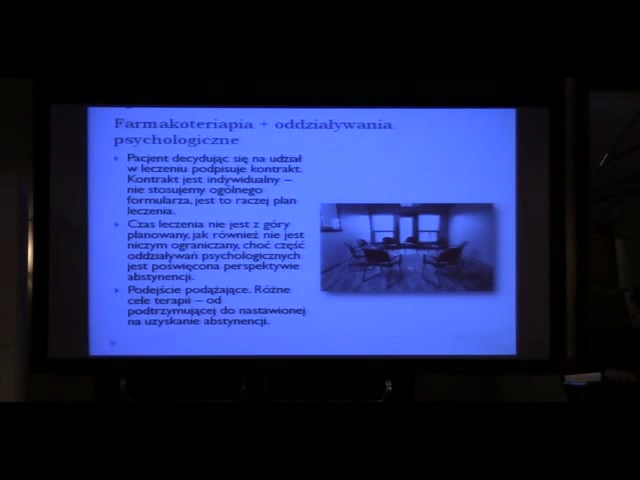 Farmakoteriapia + oddziaływania
psychologiczne
Pacjent decydując się na udział
w leczeniu podpisuje kontrakt.
Kontrakt jest indywidualny –
nie stosujemy ogólnego
formularza, jest to raczej plan
leczenia.
Czas leczenia nie jest z góry
planowany, jak również nie jest
niczym ograniczany, choć część
oddziaływań psychologicznych
jest poświęcona perspektywie
abstynencji.
Podejście podążające. Różne
cele terapii – od
podtrzymującej do nastawionej
na uzyskanie abstynencji.